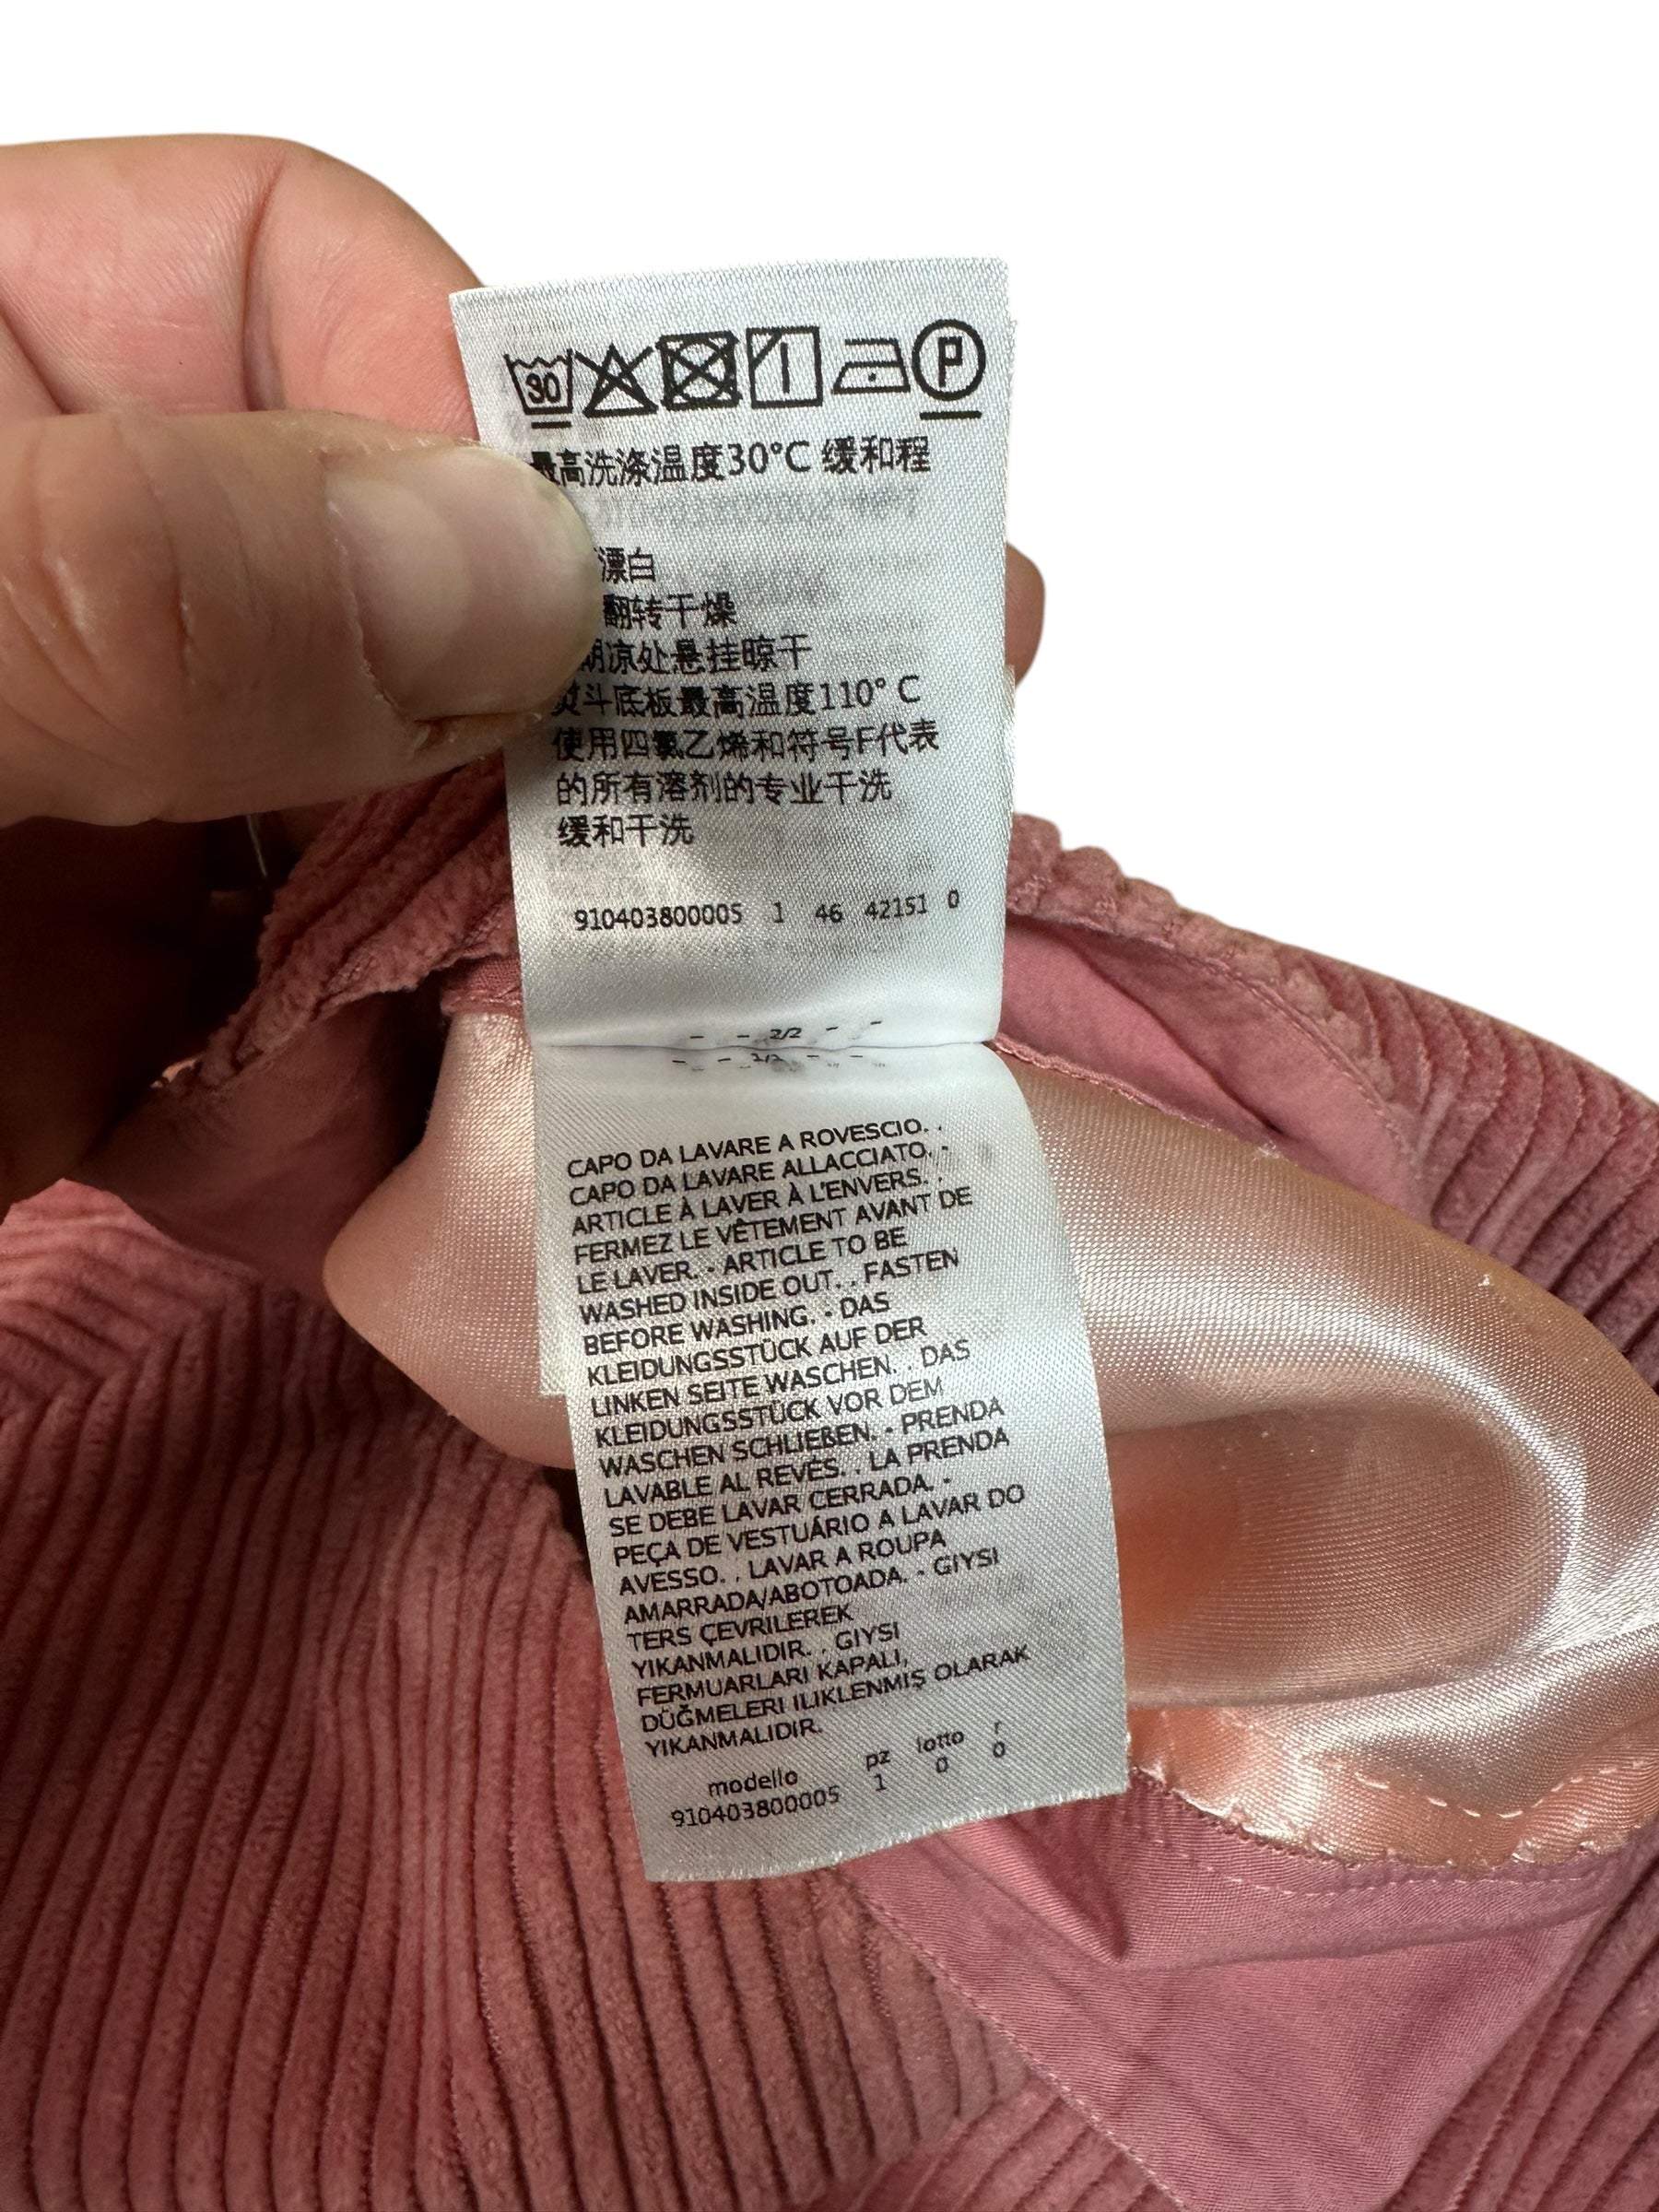 30 P
最高洗涤温度30°C 缓和程
漂白
翻转干燥
凉处悬挂晾干
熨斗底板最高温度110° C
使用四氯乙烯和符号F代表
的所有溶剂的专业干洗
缓和干洗
910403800005 1 46 42151 0
- - 2/2 - -
CAPO DA LAVARE A ROVESCIO. .
CAPO DA LAVARE ALLACCIATO. -
ARTICLE À LAVER À L'ENVERS. .
FERMEZ LE VÊTEMENT AVANT DE
LE LAVER. - ARTICLE TO BE
WASHED INSIDE OUT. . FASTEN
BEFORE WASHING. - DAS
KLEIDUNGSSTÜCK AUF DER
LINKEN SEITE WASCHEN. . DAS
KLEIDUNGSSTÜCK VOR DEM
WASCHEN SCHLIEßEN. - PRENDA
LAVABLE AL REVÉS. . LA PRENDA
SE DEBE LAVAR CERRADA. -
PEÇA DE VESTUÁRIO A LAVAR DO
AVESSO. . LAVAR A ROUPA
AMARRADA/ABOTOADA. - GIYSI
TERS ÇEVRILEREK
YIKANMALIDIR. . GIYSI
FERMUARLARI KAPALI,
DÜĞMELERI ILIKLENMIŞ OLARAK
YIKANMALIDIR.
modello pz lotto r
910403800005 1 0 0